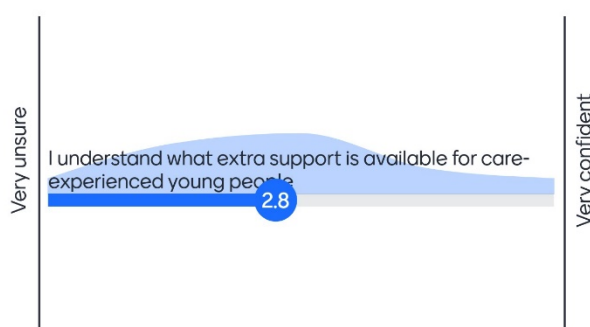 Very unsure
I understand what extra support is available for care-
experienced young people
2.8
Very confident